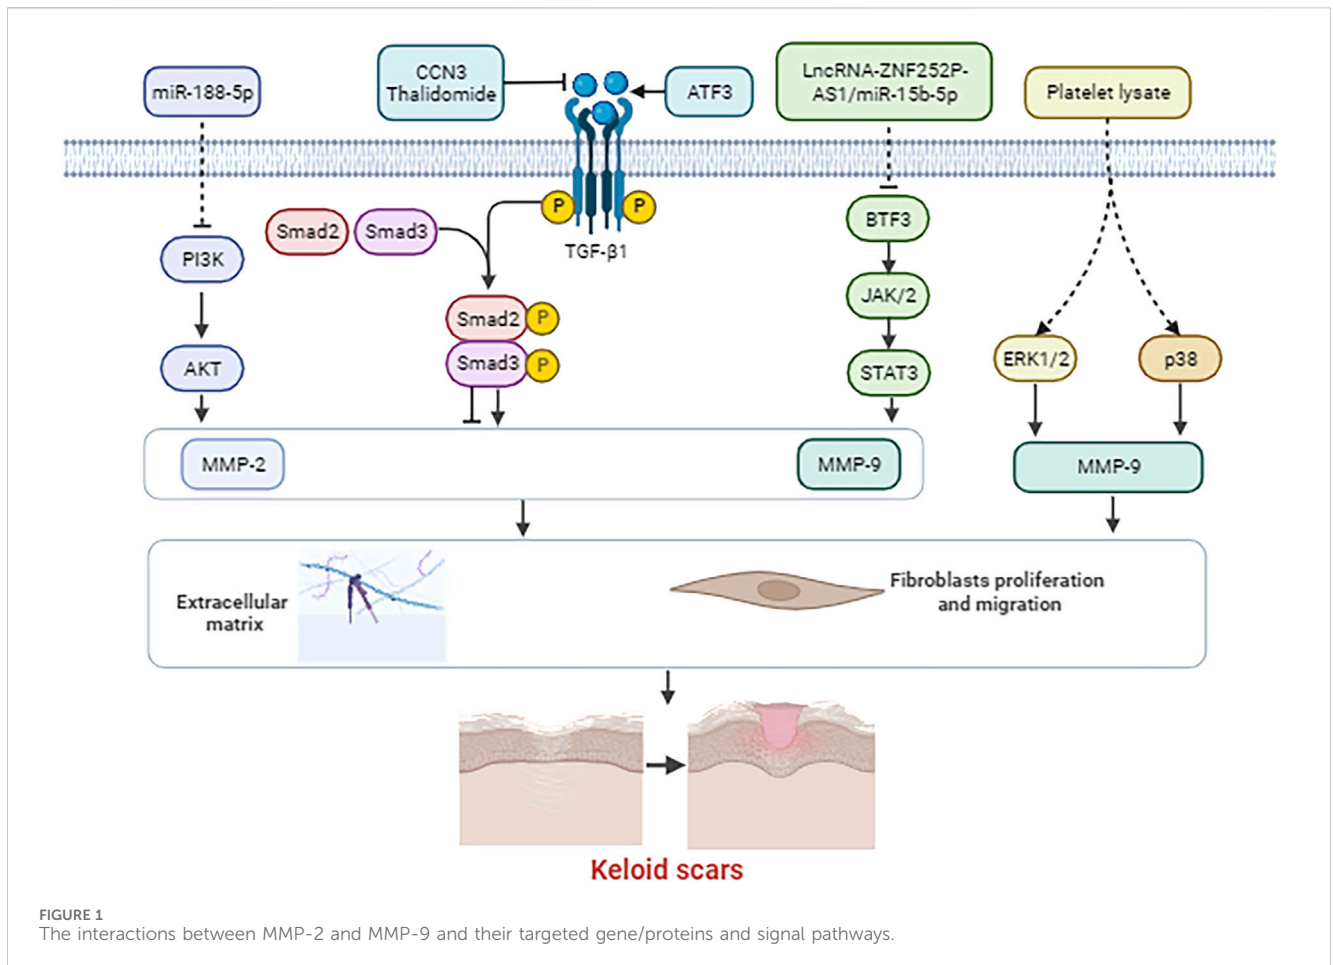 miR-188-5p
CCN3
Thalidomide
ATF3
LncRNA-ZNF252P-
AS1/miR-15b-5p
Platelet lysate
P
P
Smad2
Smad3
TGF-β1
BTF3
PI3K
JAK/2
Smad2
P
Smad3
P
AKT
STAT3
ERK1/2
p38
MMP-2
MMP-9
MMP-9
Extracellular
matrix
Fibroblasts proliferation
and migration
Keloid scars
FIGURE 1
The interactions between MMP-2 and MMP-9 and their targeted gene/proteins and signal pathways.